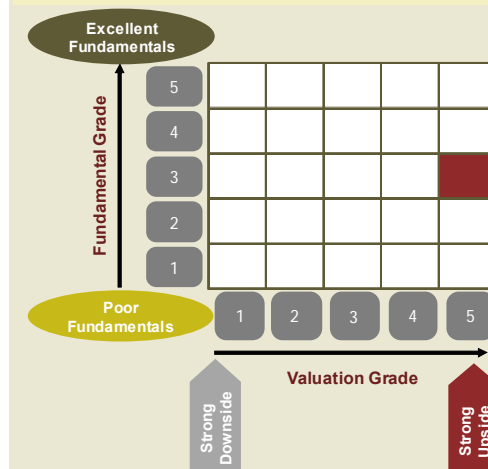 Excellent
Fundamentals
Fundamental Grade
5
4
3
2
1
Poor
Fundamentals
1 2 3 4 5
Valuation Grade
Strong
Downside
Strong
Upside